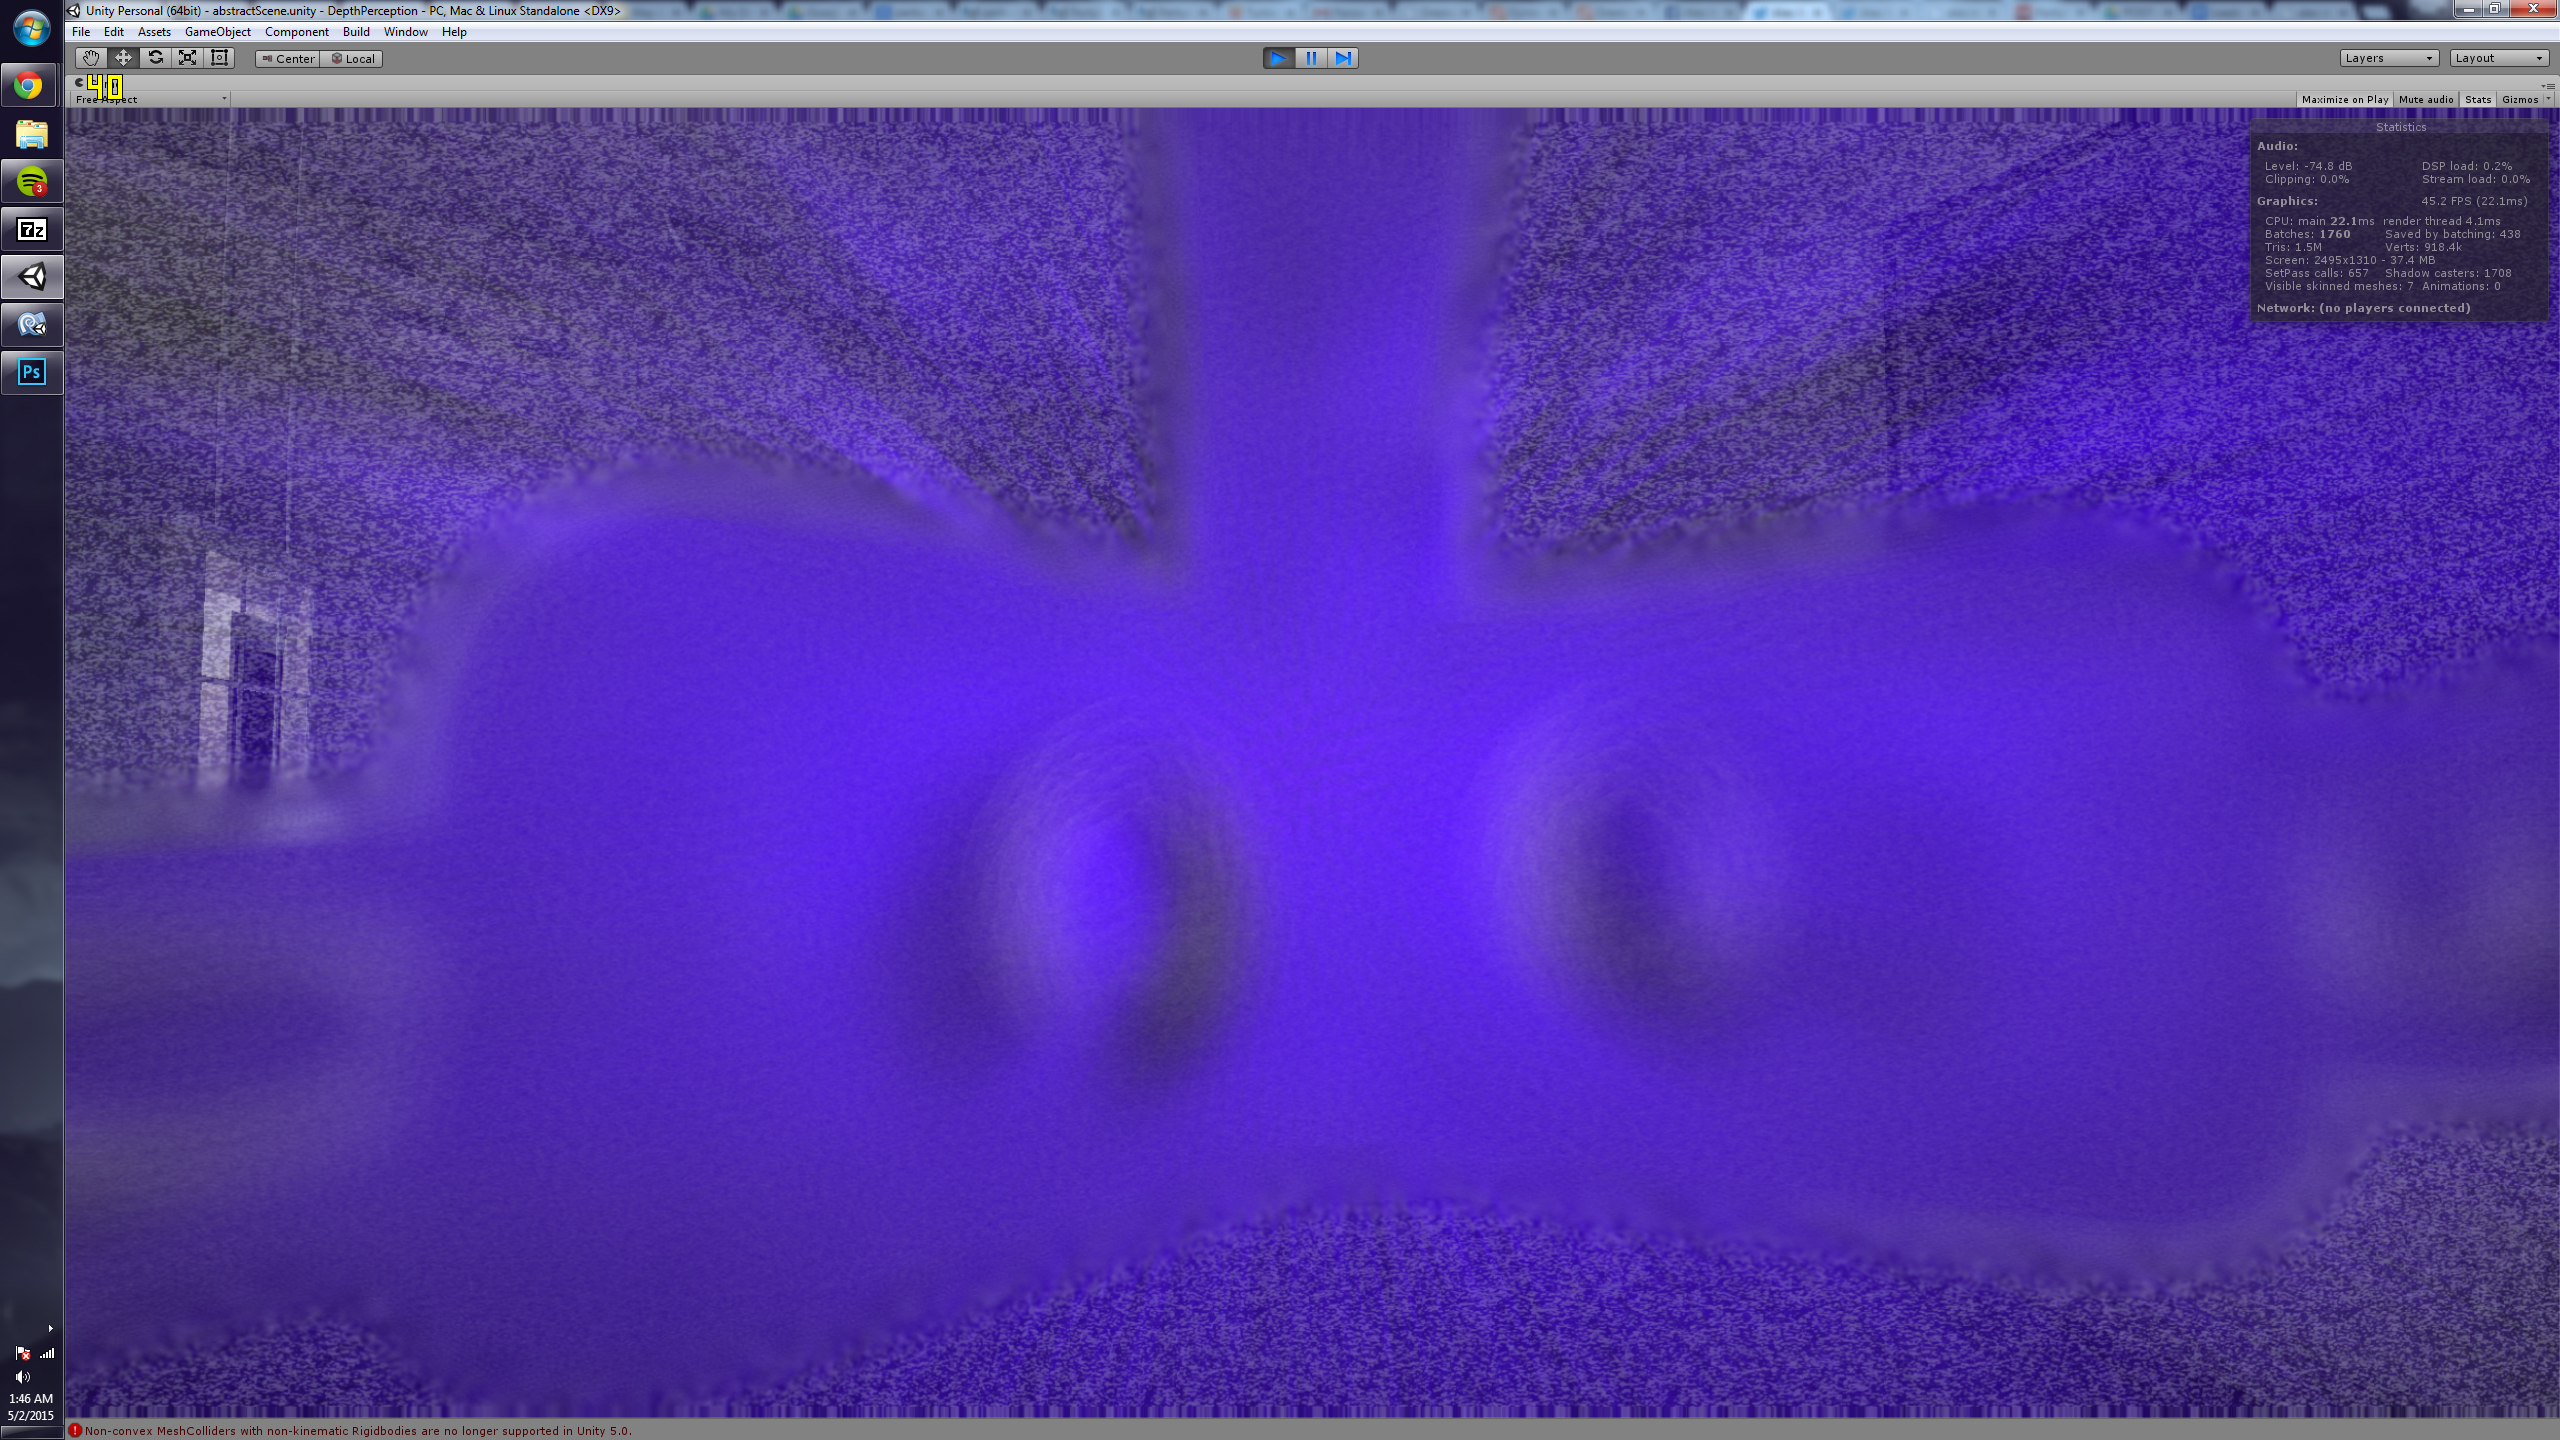 Unity Personal (64bit) - abstractScene.unity - DepthPerception - PC, Mac & Linux Standalone <DX9>
File Edit Assets GameObject Component Build Window Help
Center Local Layers Layout
40
Free Aspect Maximize on Play Mute audio Stats Gizmos
Statistics
Audio:
Level: -74.8 dB DSP load: 0.2%
Clipping: 0.0% Stream load: 0.0%
Graphics: 45.2 FPS (22.1ms)
CPU: main 22.1ms render thread 4.1ms
Batches: 1760 Saved by batching: 438
Tris: 1.5M Verts: 918.4k
Screen: 2495x1310 - 37.4 MB
SetPass calls: 657 Shadow casters: 1708
Visible skinned meshes: 7 Animations: 0
Network: (no players connected)
3
7z
Ps
1:46 AM
5/2/2015
Non-convex MeshColliders with non-kinematic Rigidbodies are no longer supported in Unity 5.0.